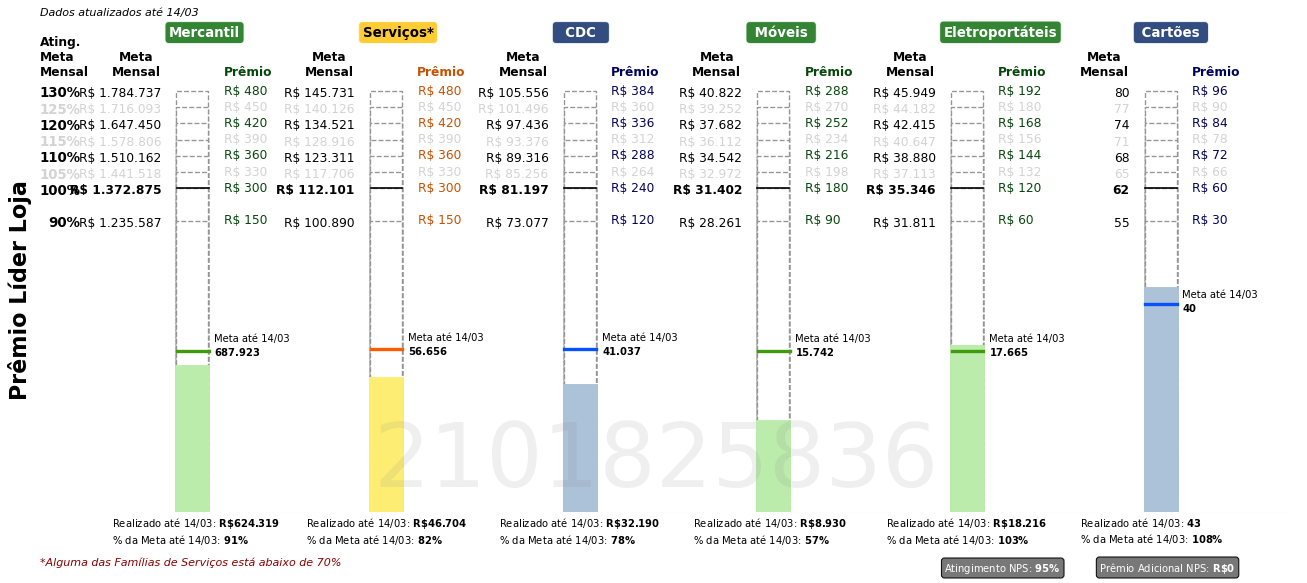 Dados atualizados até 14/03
Mercantil Serviços* CDC Móveis Eletroportáteis Cartões
Ating. Meta Mensal
Meta Mensal Prêmio Meta Mensal Prêmio Meta Mensal Prêmio Meta Mensal Prêmio Meta Mensal Prêmio Meta Mensal Prêmio
130% R$ 1.784.737 R$ 480 R$ 145.731 R$ 480 R$ 105.556 R$ 384 R$ 40.822 R$ 288 R$ 45.949 R$ 192 80 R$ 96
125% R$ 1.716.093 R$ 450 R$ 140.126 R$ 450 R$ 101.496 R$ 360 R$ 39.252 R$ 270 R$ 44.182 R$ 180 77 R$ 90
120% R$ 1.647.450 R$ 420 R$ 134.521 R$ 420 R$ 97.436 R$ 336 R$ 37.682 R$ 252 R$ 42.415 R$ 168 74 R$ 84
115% R$ 1.578.806 R$ 390 R$ 128.916 R$ 390 R$ 93.376 R$ 312 R$ 36.112 R$ 234 R$ 40.647 R$ 156 71 R$ 78
110% R$ 1.510.162 R$ 360 R$ 123.311 R$ 360 R$ 89.316 R$ 288 R$ 34.542 R$ 216 R$ 38.880 R$ 144 68 R$ 72
105% R$ 1.441.518 R$ 330 R$ 117.706 R$ 330 R$ 85.256 R$ 264 R$ 32.972 R$ 198 R$ 37.113 R$ 132 65 R$ 66
100% R$ 1.372.875 R$ 300 R$ 112.101 R$ 300 R$ 81.197 R$ 240 R$ 31.402 R$ 180 R$ 35.346 R$ 120 62 R$ 60
90% R$ 1.235.587 R$ 150 R$ 100.890 R$ 150 R$ 73.077 R$ 120 R$ 28.261 R$ 90 R$ 31.811 R$ 60 55 R$ 30
Prêmio Líder Loja
Meta até 14/03
40
Meta até 14/03 Meta até 14/03 Meta até 14/03 Meta até 14/03 Meta até 14/03
687.923 56.656 41.037 15.742 17.665
2101825836
Realizado até 14/03: R$624.319 Realizado até 14/03: R$46.704 Realizado até 14/03: R$32.190 Realizado até 14/03: R$8.930 Realizado até 14/03: R$18.216 Realizado até 14/03: 43
% da Meta até 14/03: 91% % da Meta até 14/03: 82% % da Meta até 14/03: 78% % da Meta até 14/03: 57% % da Meta até 14/03: 103% % da Meta até 14/03: 108%
*Alguma das Famílias de Serviços está abaixo de 70%
Atingimento NPS: 95% Prêmio Adicional NPS: R$0